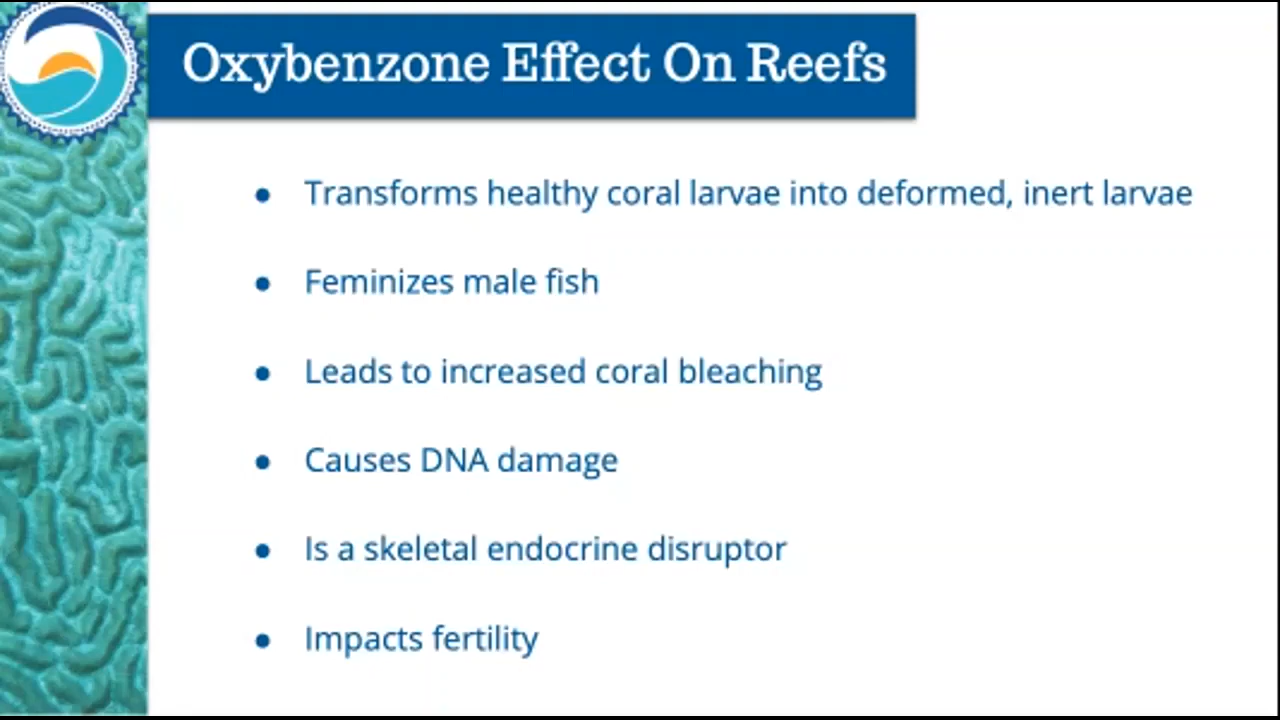 Oxybenzone Effect On Reefs
• Transforms healthy coral larvae into deformed, inert larvae
• Feminizes male fish
• Leads to increased coral bleaching
• Causes DNA damage
• Is a skeletal endocrine disruptor
• Impacts fertility